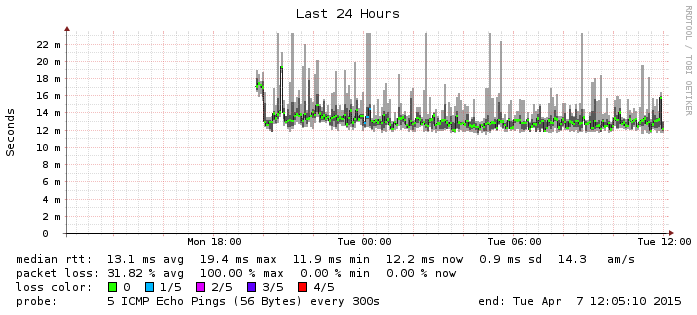 Last 24 Hours
RRDTOOL / TOBI OETIKER
Seconds
22 m
20 m
18 m
16 m
14 m
12 m
10 m
8 m
6 m
4 m
2 m
0
Mon 18:00 Tue 00:00 Tue 06:00 Tue 12:00
median rtt: 13.1 ms avg 19.4 ms max 11.9 ms min 12.2 ms now 0.9 ms sd 14.3 am/s
packet loss: 31.82 % avg 100.00 % max 0.00 % min 0.00 % now
loss color: 0 1/5 2/5 3/5 4/5
probe: 5 ICMP Echo Pings (56 Bytes) every 300s end: Tue Apr 7 12:05:10 2015